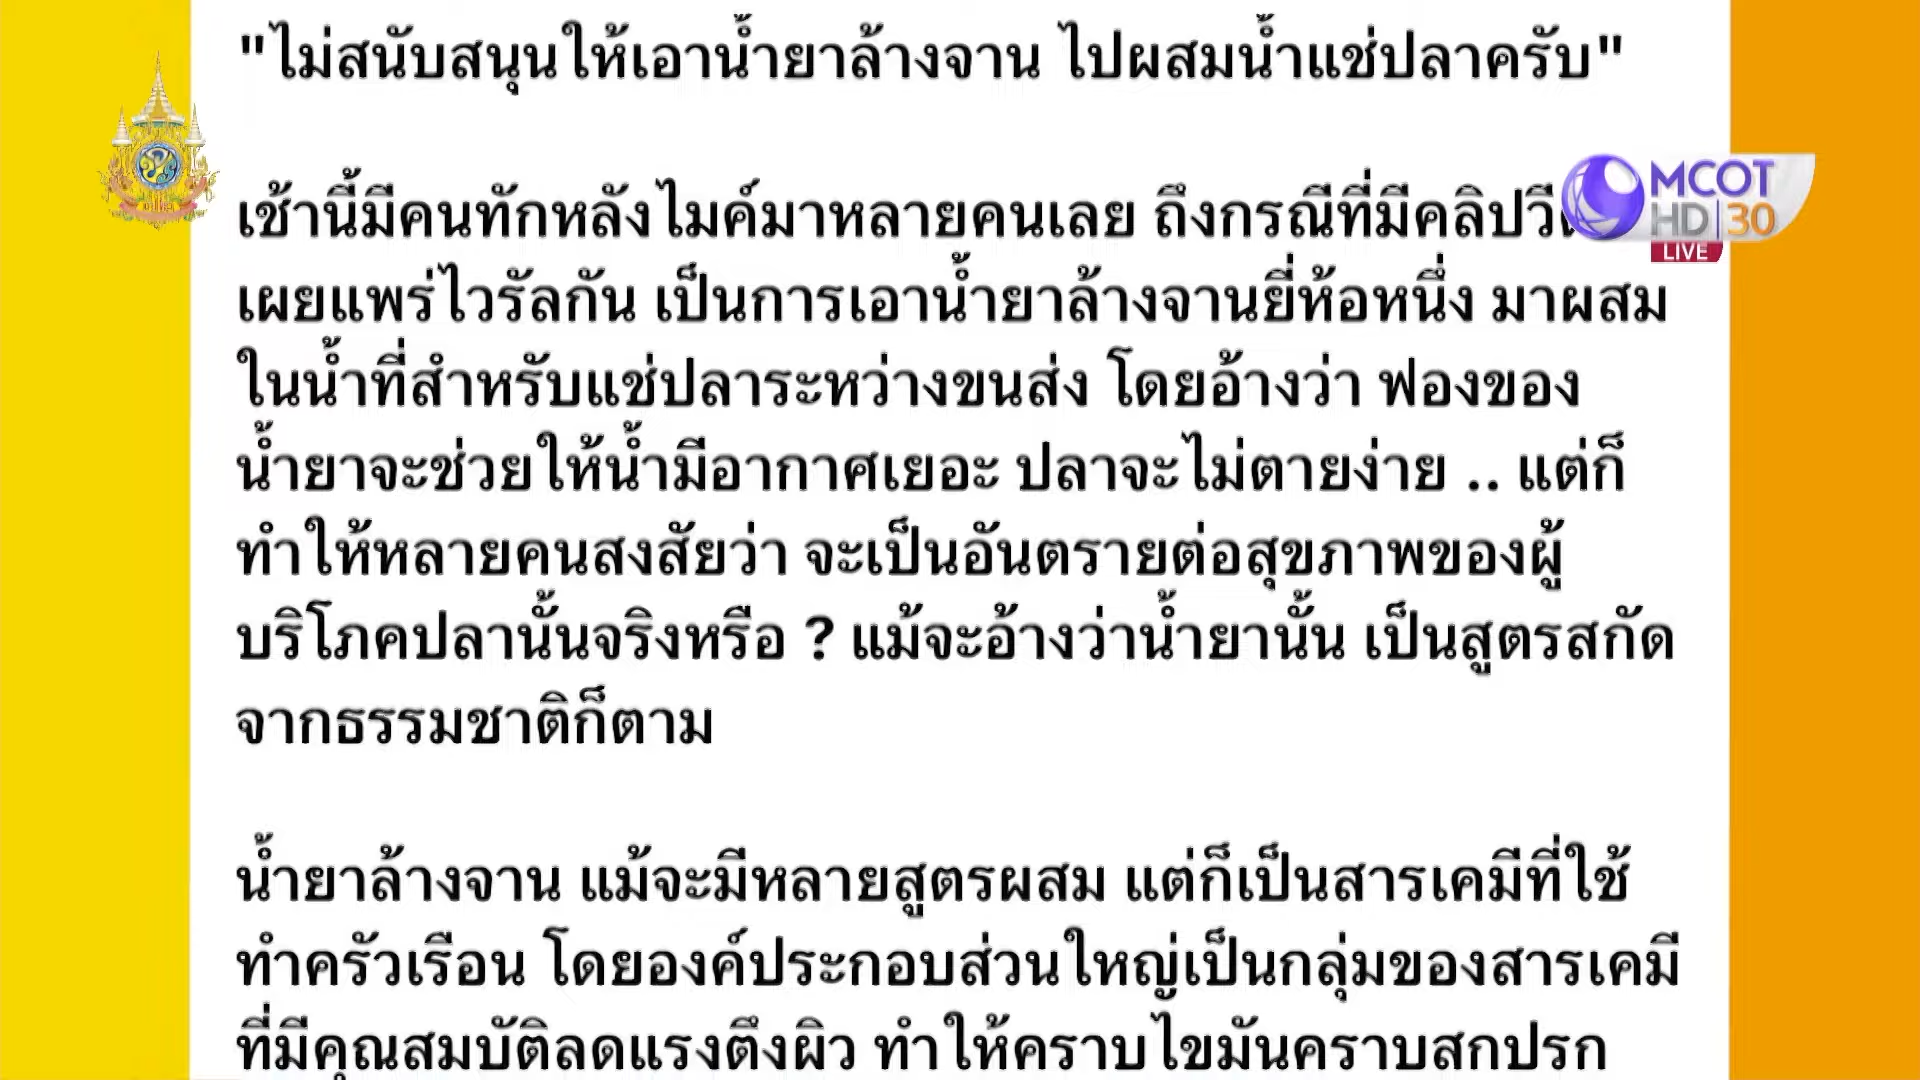 "ไม่สนับสนุนให้เอาน้ำยาล้างจาน ไปผสมน้ำแช่ปลาครับ"
เช้านี้มีคนทักหลังไมค์มาหลายคนเลย ถึงกรณีที่มีคลิปวี
เผยแพร่ไวรัลกัน เป็นการเอาน้ำยาล้างจานยี่ห้อหนึ่ง มาผสม
ในน้ำที่สำหรับแช่ปลาระหว่างขนส่ง โดยอ้างว่า ฟองของ
น้ำยาจะช่วยให้น้ำมีอากาศเยอะ ปลาจะไม่ตายง่าย .. แต่ก็
ทำให้หลายคนสงสัยว่า จะเป็นอันตรายต่อสุขภาพของผู้
บริโภคปลานั้นจริงหรือ ? แม้จะอ้างว่าน้ำยานั้น เป็นสูตรสกัด
จากธรรมชาติก็ตาม
น้ำยาล้างจาน แม้จะมีหลายสูตรผสม แต่ก็เป็นสารเคมีที่ใช้
ทำครัวเรือน โดยองค์ประกอบส่วนใหญ่เป็นกลุ่มของสารเคมี
ที่มีคุณสมบัติลดแรงตึงผิว ทำให้คราบไขมันคราบสกปรก
MCOT
HD 30
LIVE